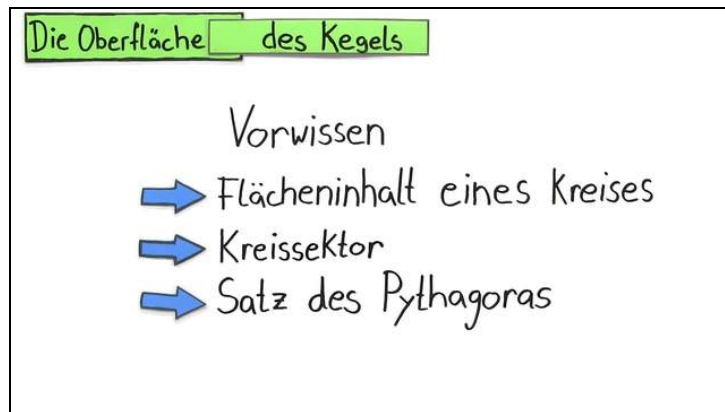 Die Oberfläche des Kegels
Vorwissen
Flächeninhalt eines Kreises
Kreissektor
Satz des Pythagoras